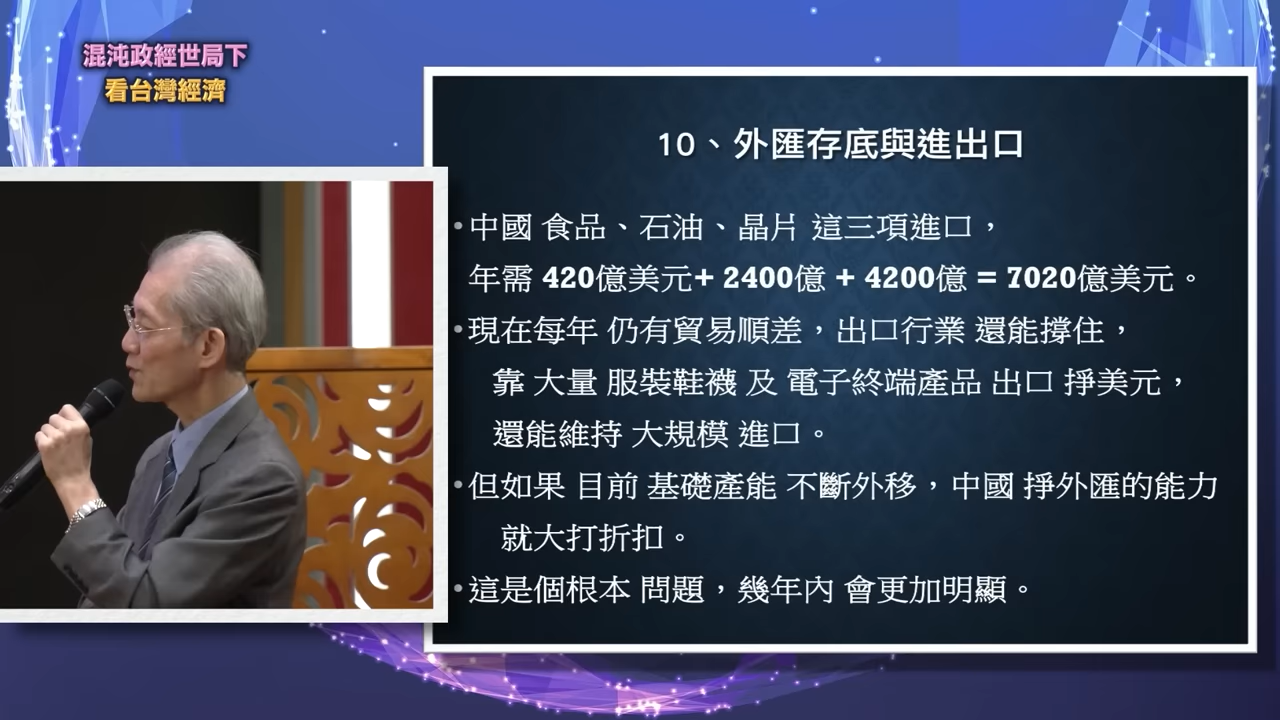 混沌政經世局下
看台灣經濟
10、外匯存底與進出口
•中國 食品、石油、晶片 這三項進口，
年需 420億美元+ 2400億 + 4200億 = 7020億美元。
•現在每年 仍有貿易順差，出口行業 還能撐住，
靠 大量 服裝鞋襪 及 電子終端產品 出口 掙美元，
還能維持 大規模 進口。
•但如果 目前 基礎產能 不斷外移，中國 掙外匯的能力
就大打折扣。
•這是個根本 問題，幾年內 會更加明顯。